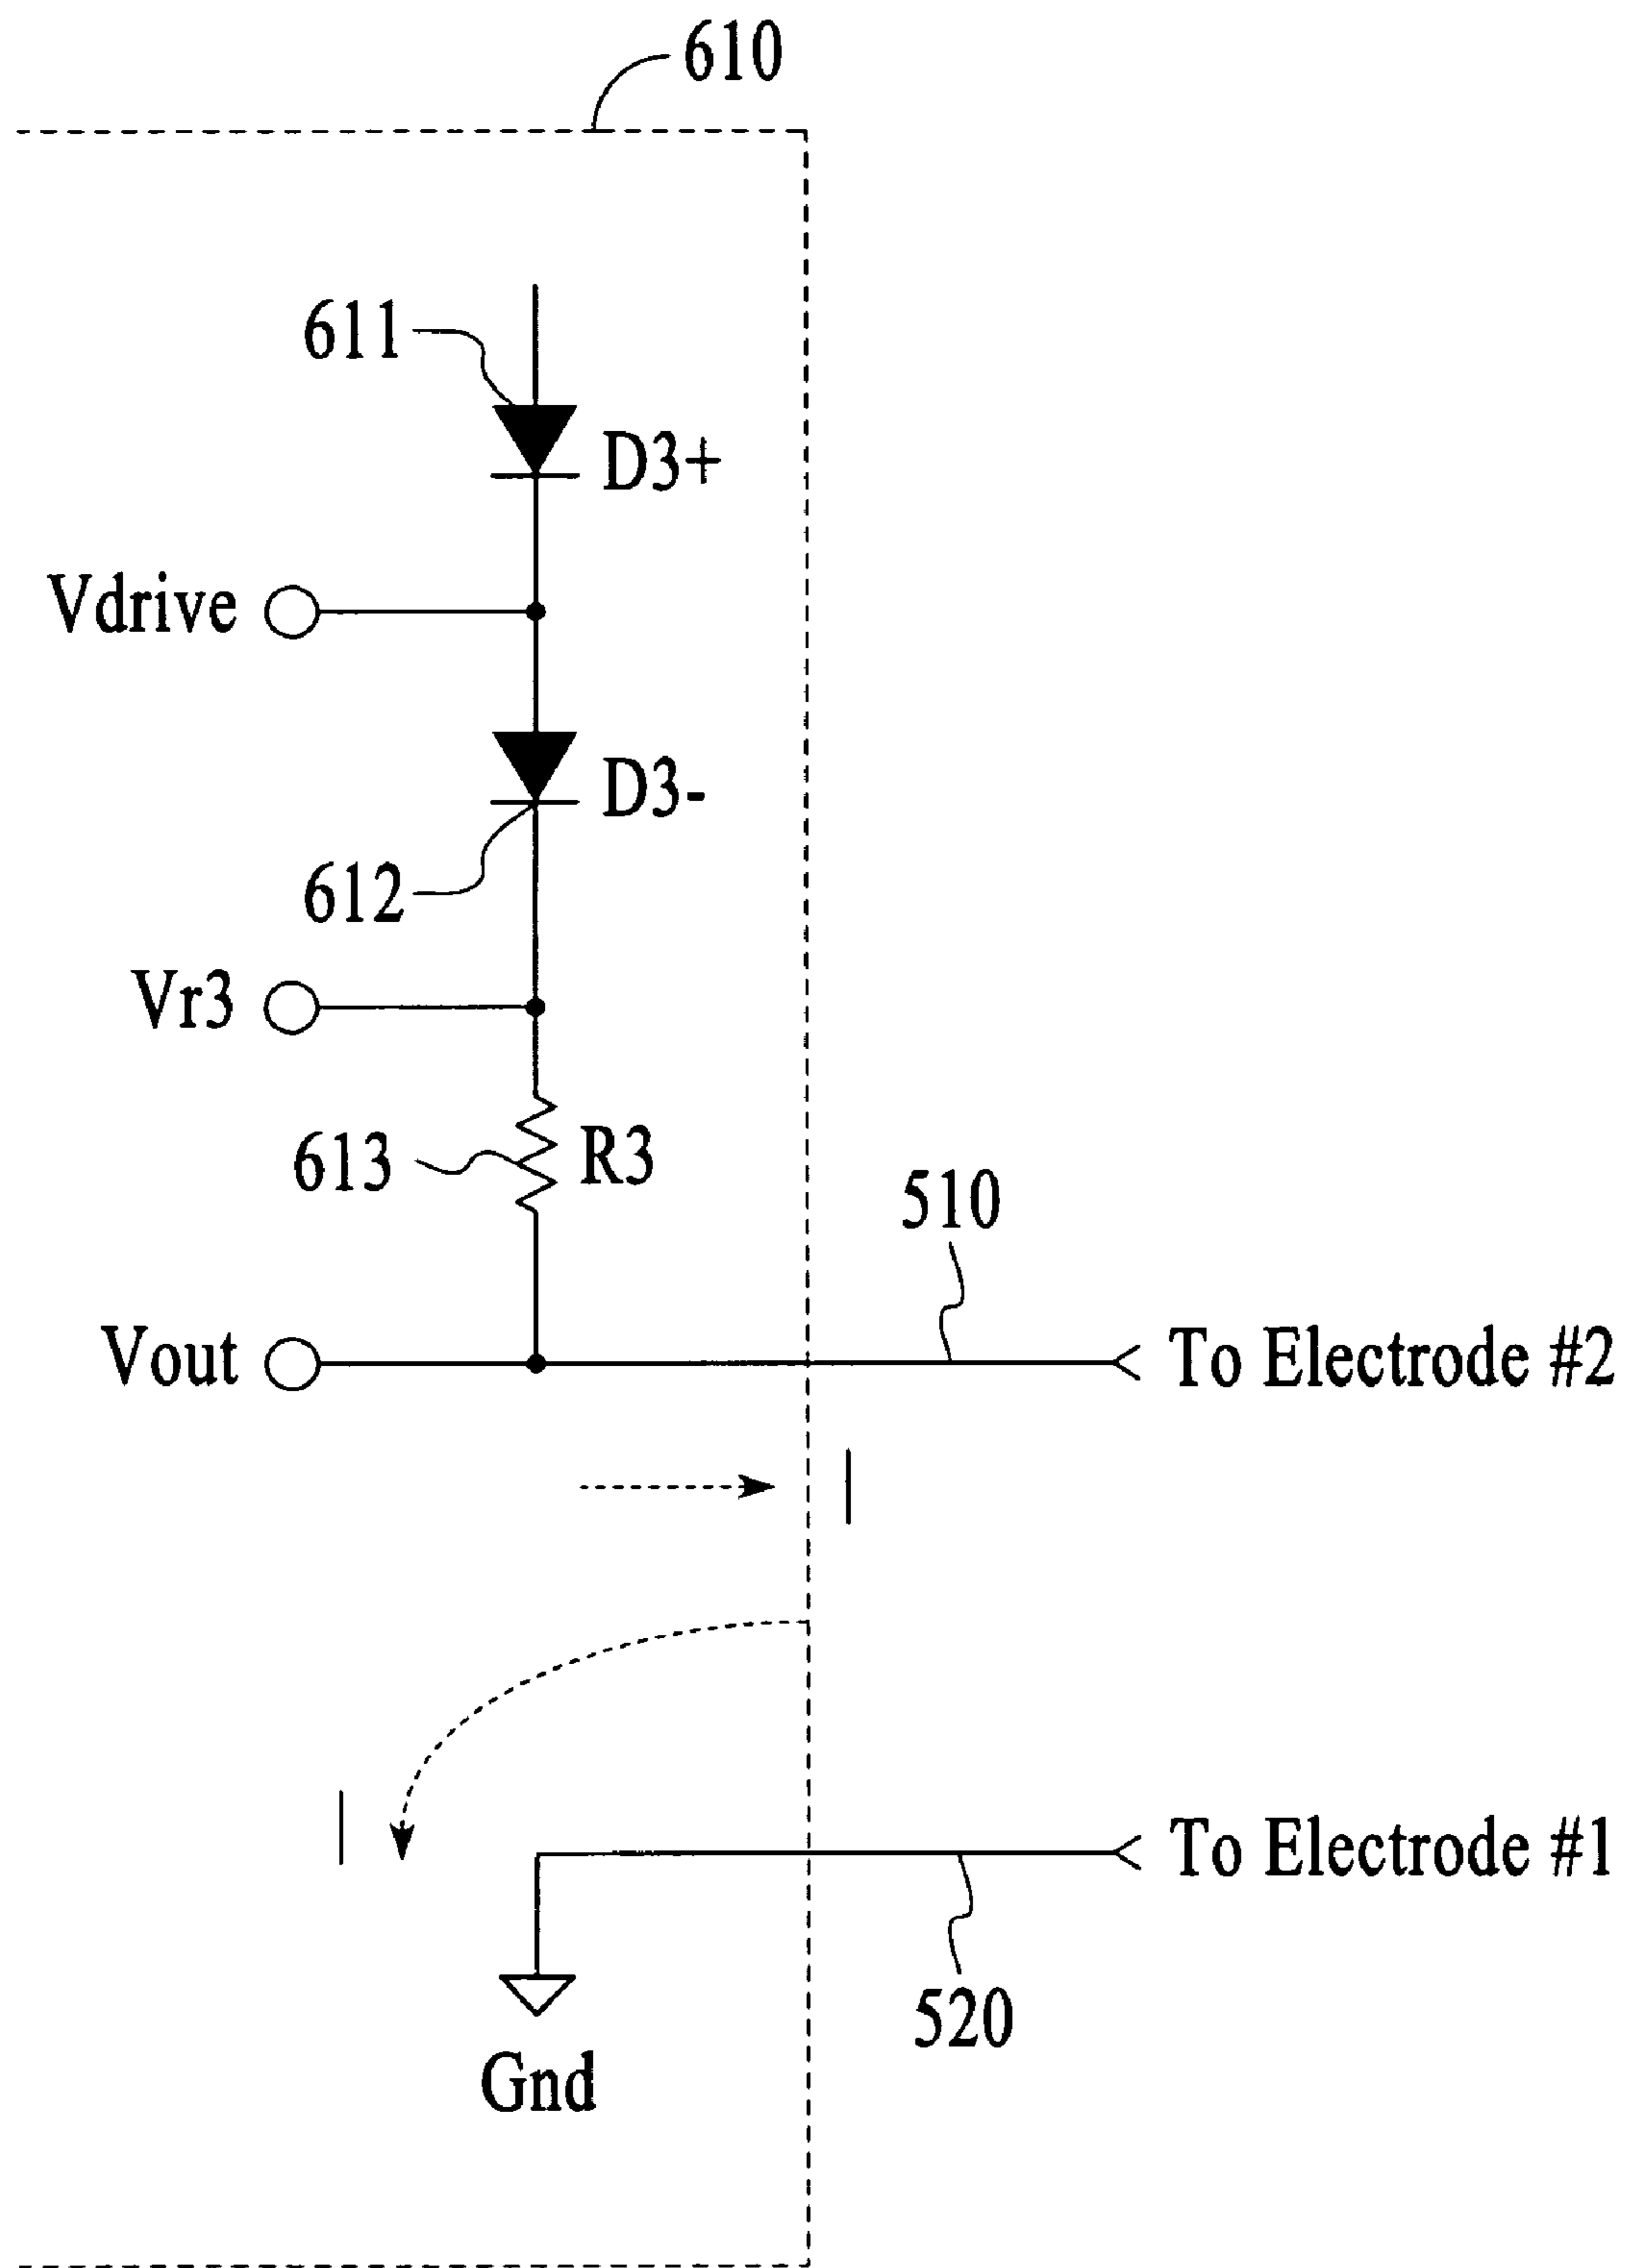 610
611
D3+
Vdrive
D3-
612
Vr3
613
R3
510
Vout
To Electrode #2
I
I
To Electrode #1
520
Gnd